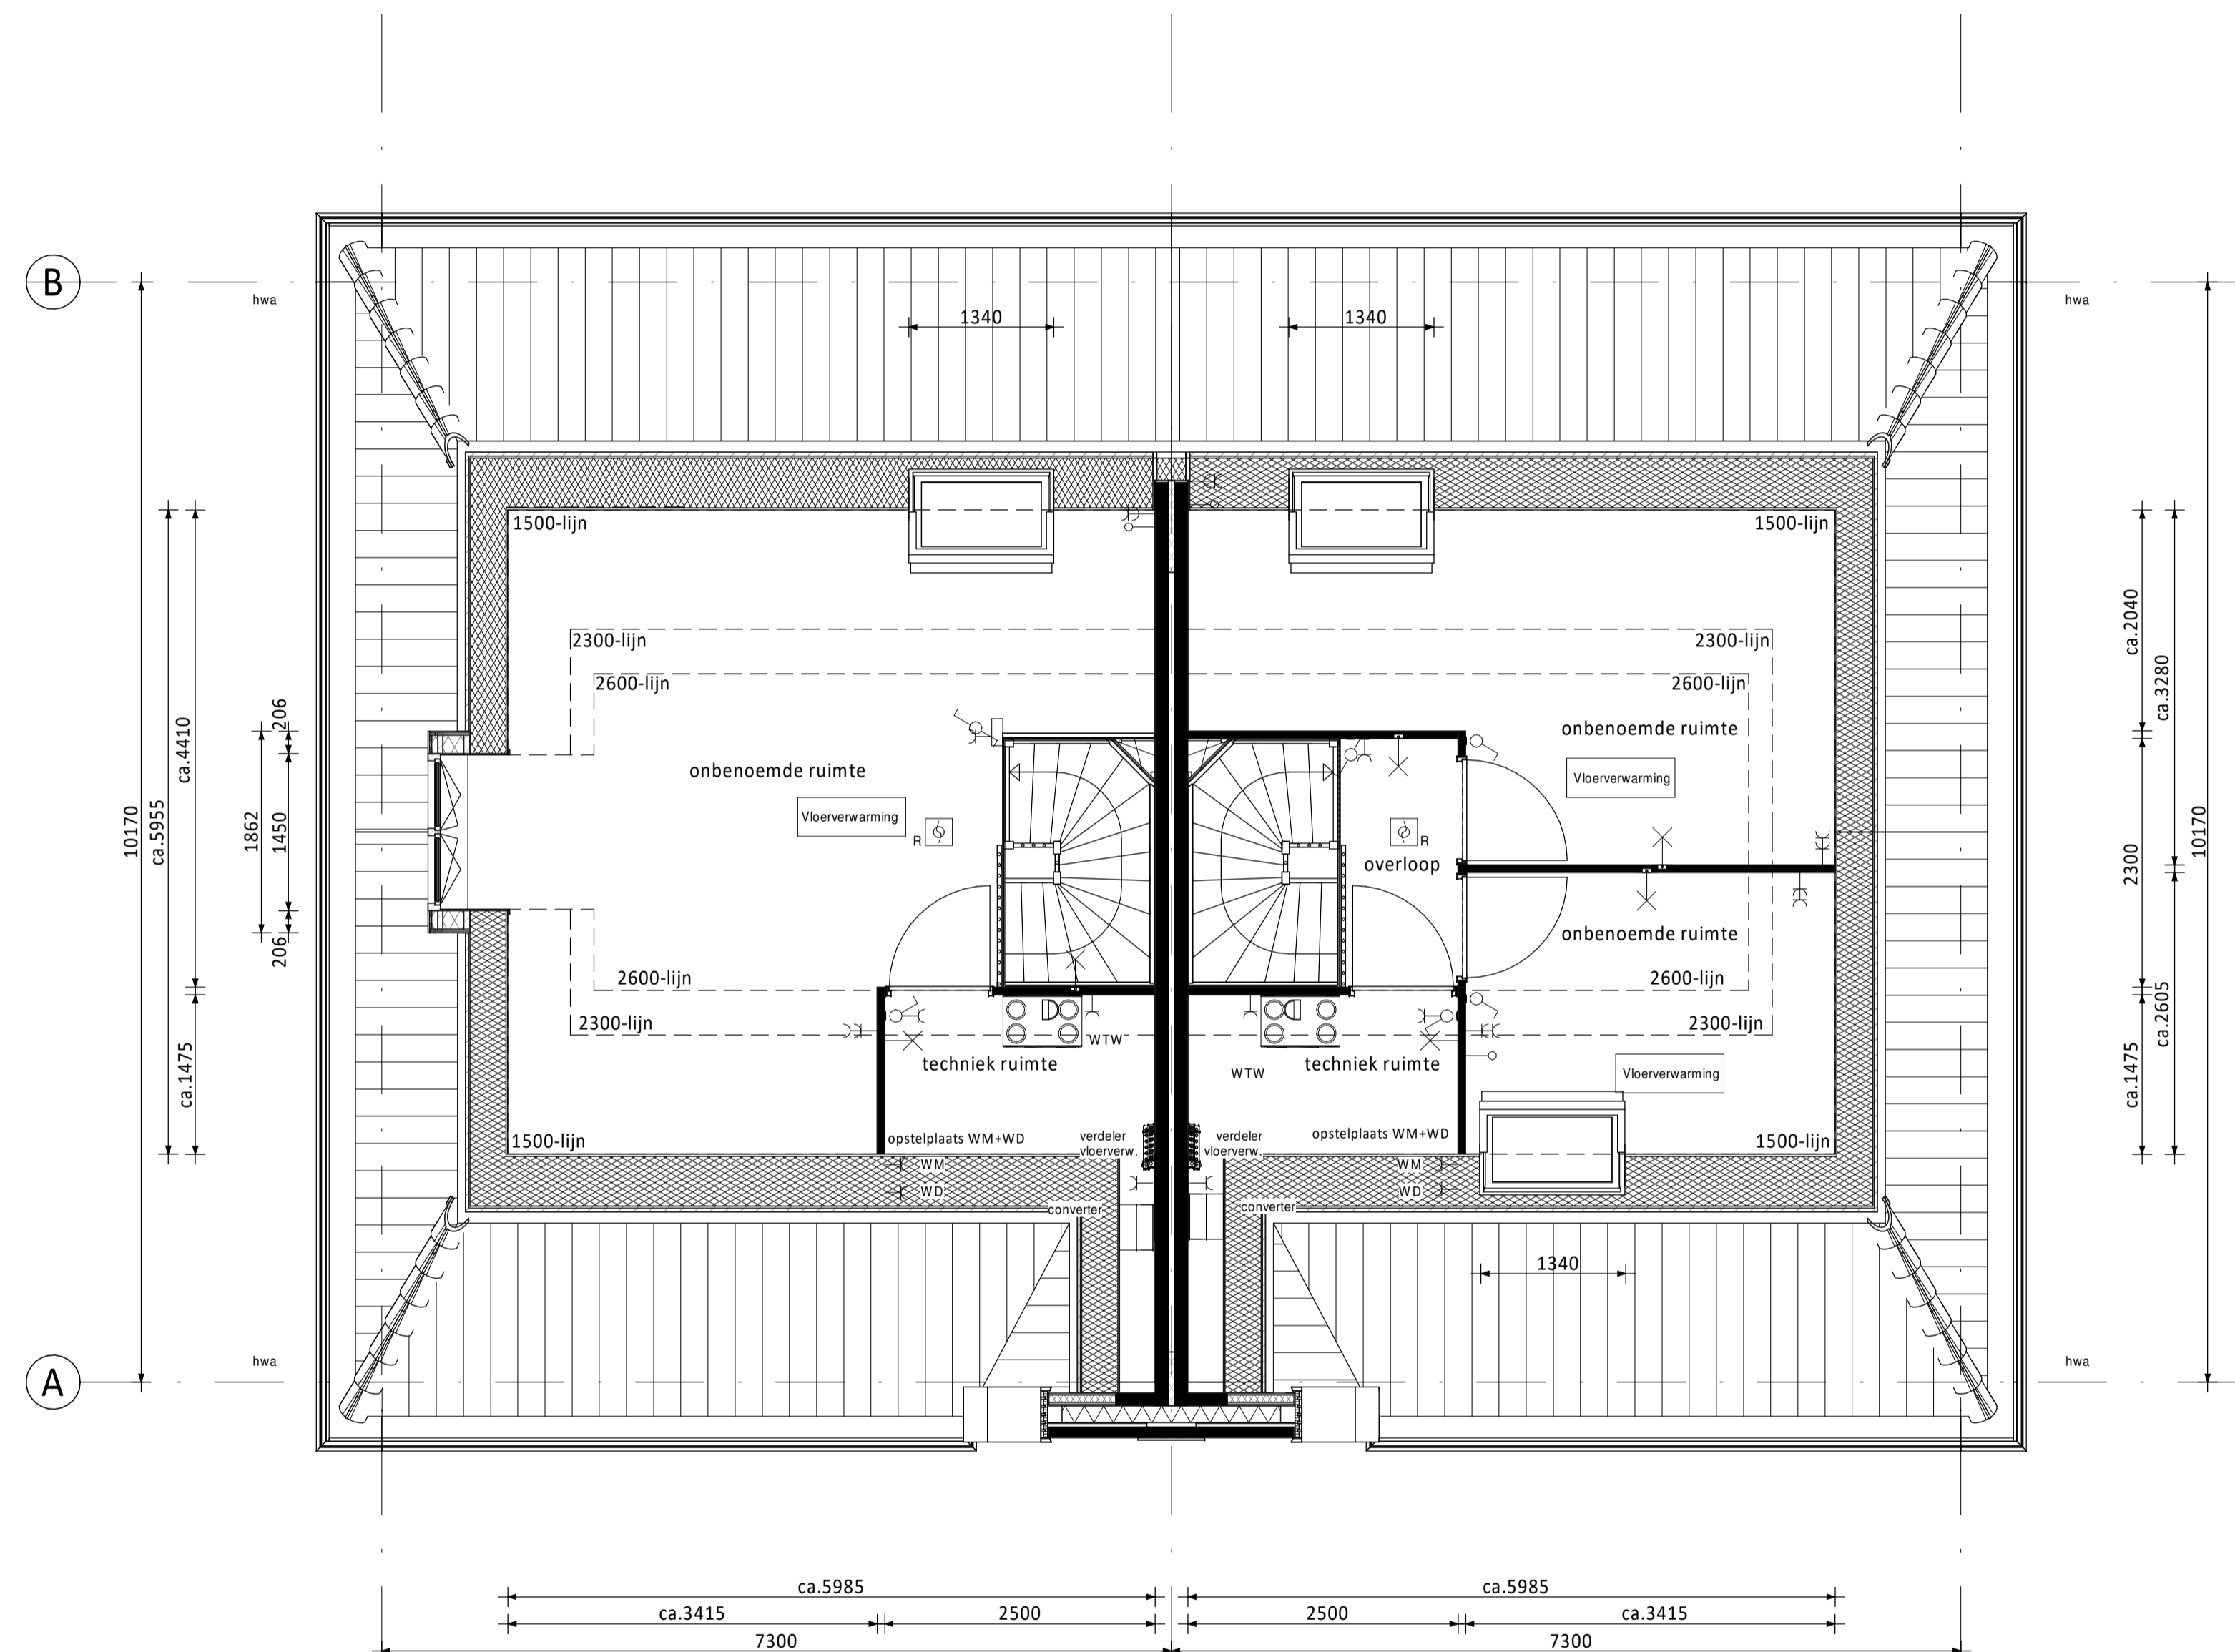 B
hwa
hwa
1340
1340
1500-lijn
1500-lijn
2300-lijn
2300-lijn
2600-lijn
2600-lijn
onbenoemde ruimte
onbenoemde ruimte
Vloerverwarming
Vloerverwarming
R
R
overloop
onbenoemde ruimte
2600-lijn
2600-lijn
2300-lijn
2300-lijn
WTW
techniek ruimte
techniek ruimte
WTW
Vloerverwarming
opstelplaats WM+WD
verdeler
vloerverw.
verdeler
vloerverw.
opstelplaats WM+WD
1500-lijn
1500-lijn
WM
WM
WD
WD
converter
converter
1340
A
hwa
hwa
10170
ca.5955
ca.4410
ca.1475
1862
206
1450
206
ca.2040
2300
ca.1475
ca.3280
ca.2605
10170
ca.5985
ca.5985
ca.3415
2500
2500
ca.3415
7300
7300